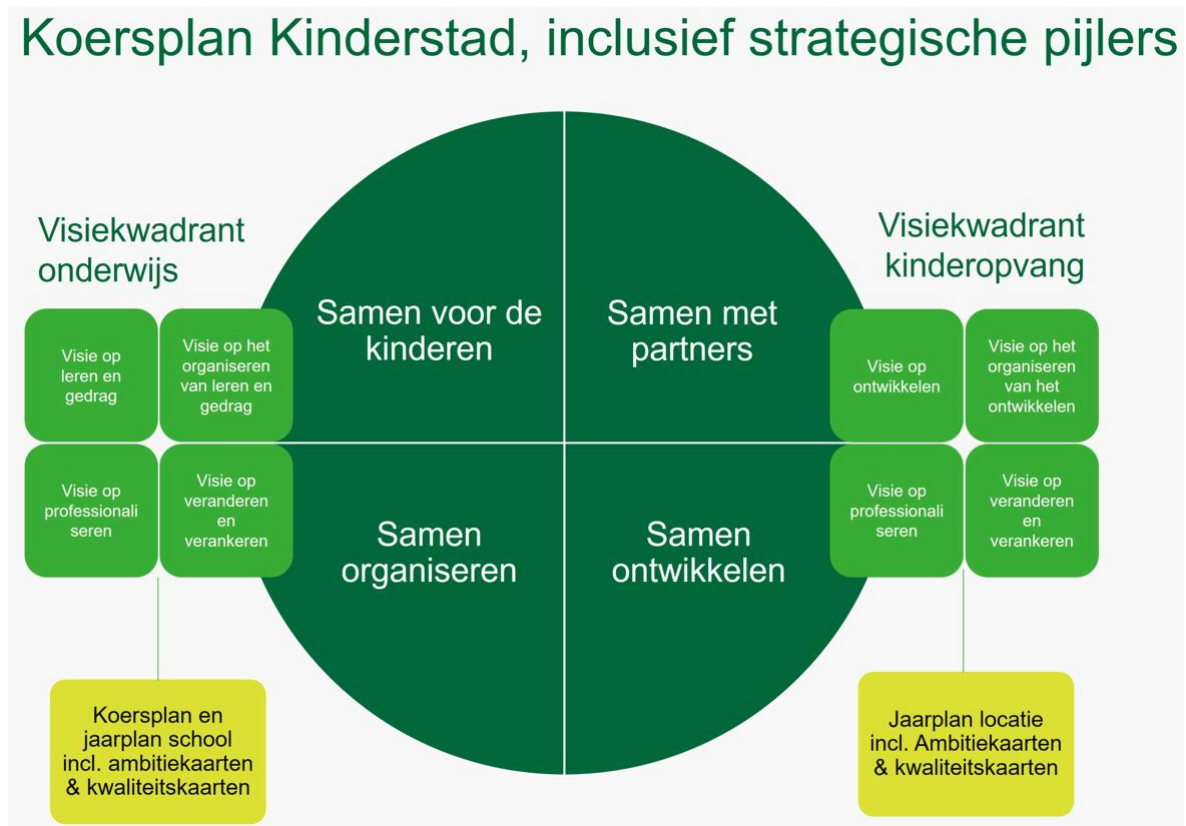 Koersplan Kinderstad, inclusief strategische pijlers
Visiekwadrant
onderwijs
Visie op
leren en
gedrag
Visie op het
organiseren
van leren en
gedrag
Visie op
professionali
seren
Visie op
veranderen
en
verankeren
Koersplan en
jaarplan school
incl. ambitiekaarten
& kwaliteitskaarten
Samen voor de
kinderen
Samen met
partners
Samen
organiseren
Samen
ontwikkelen
Visiekwadrant
kinderopvang
Visie op
ontwikkelen
Visie op het
organiseren
van het
ontwikkelen
Visie op
professionali
seren
Visie op
veranderen
en
verankeren
Jaarplan locatie
incl. Ambitiekaarten
& kwaliteitskaarten